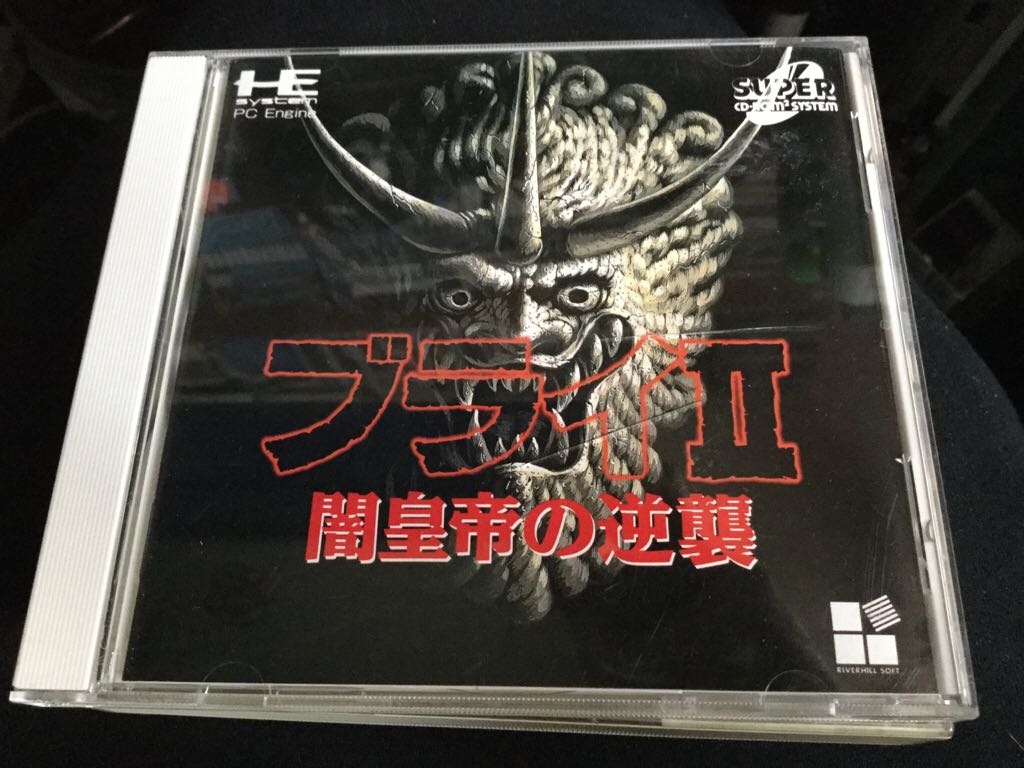 HE
system
PC Engine
SUPER
CD-ROM² SYSTEM
ブライII
闇皇帝の逆襲
RIVERHILL SOFT